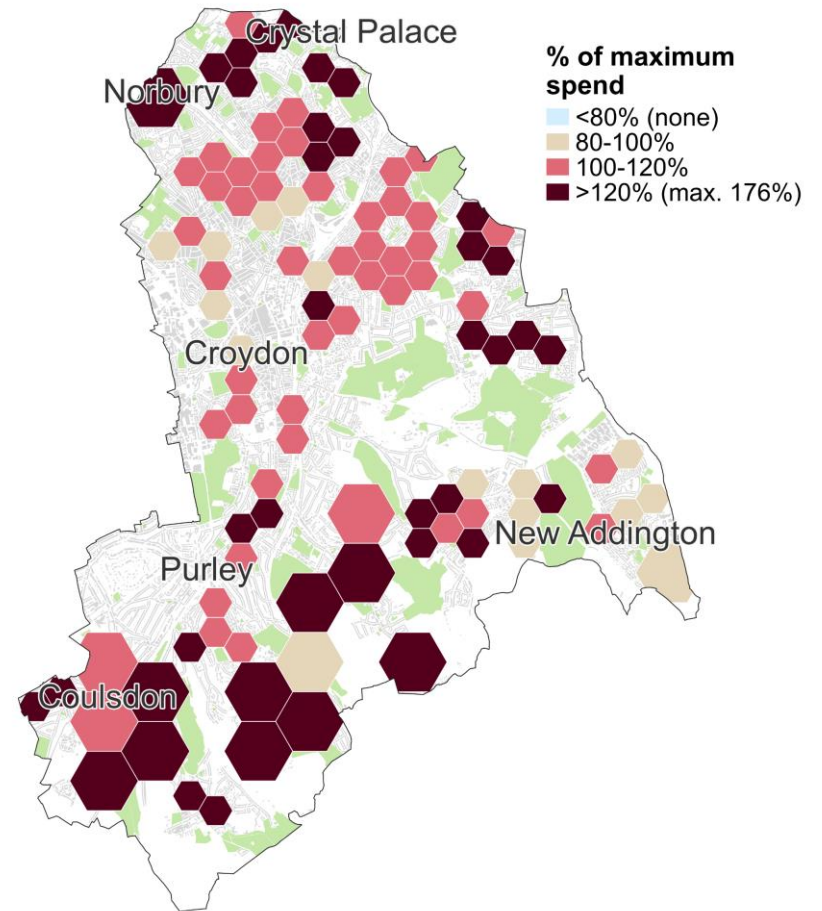 Crystal Palace
Norbury
% of maximum
spend
<80% (none)
80-100%
100-120%
>120% (max. 176%)
Croydon
New Addington
Purley
Coulsdon